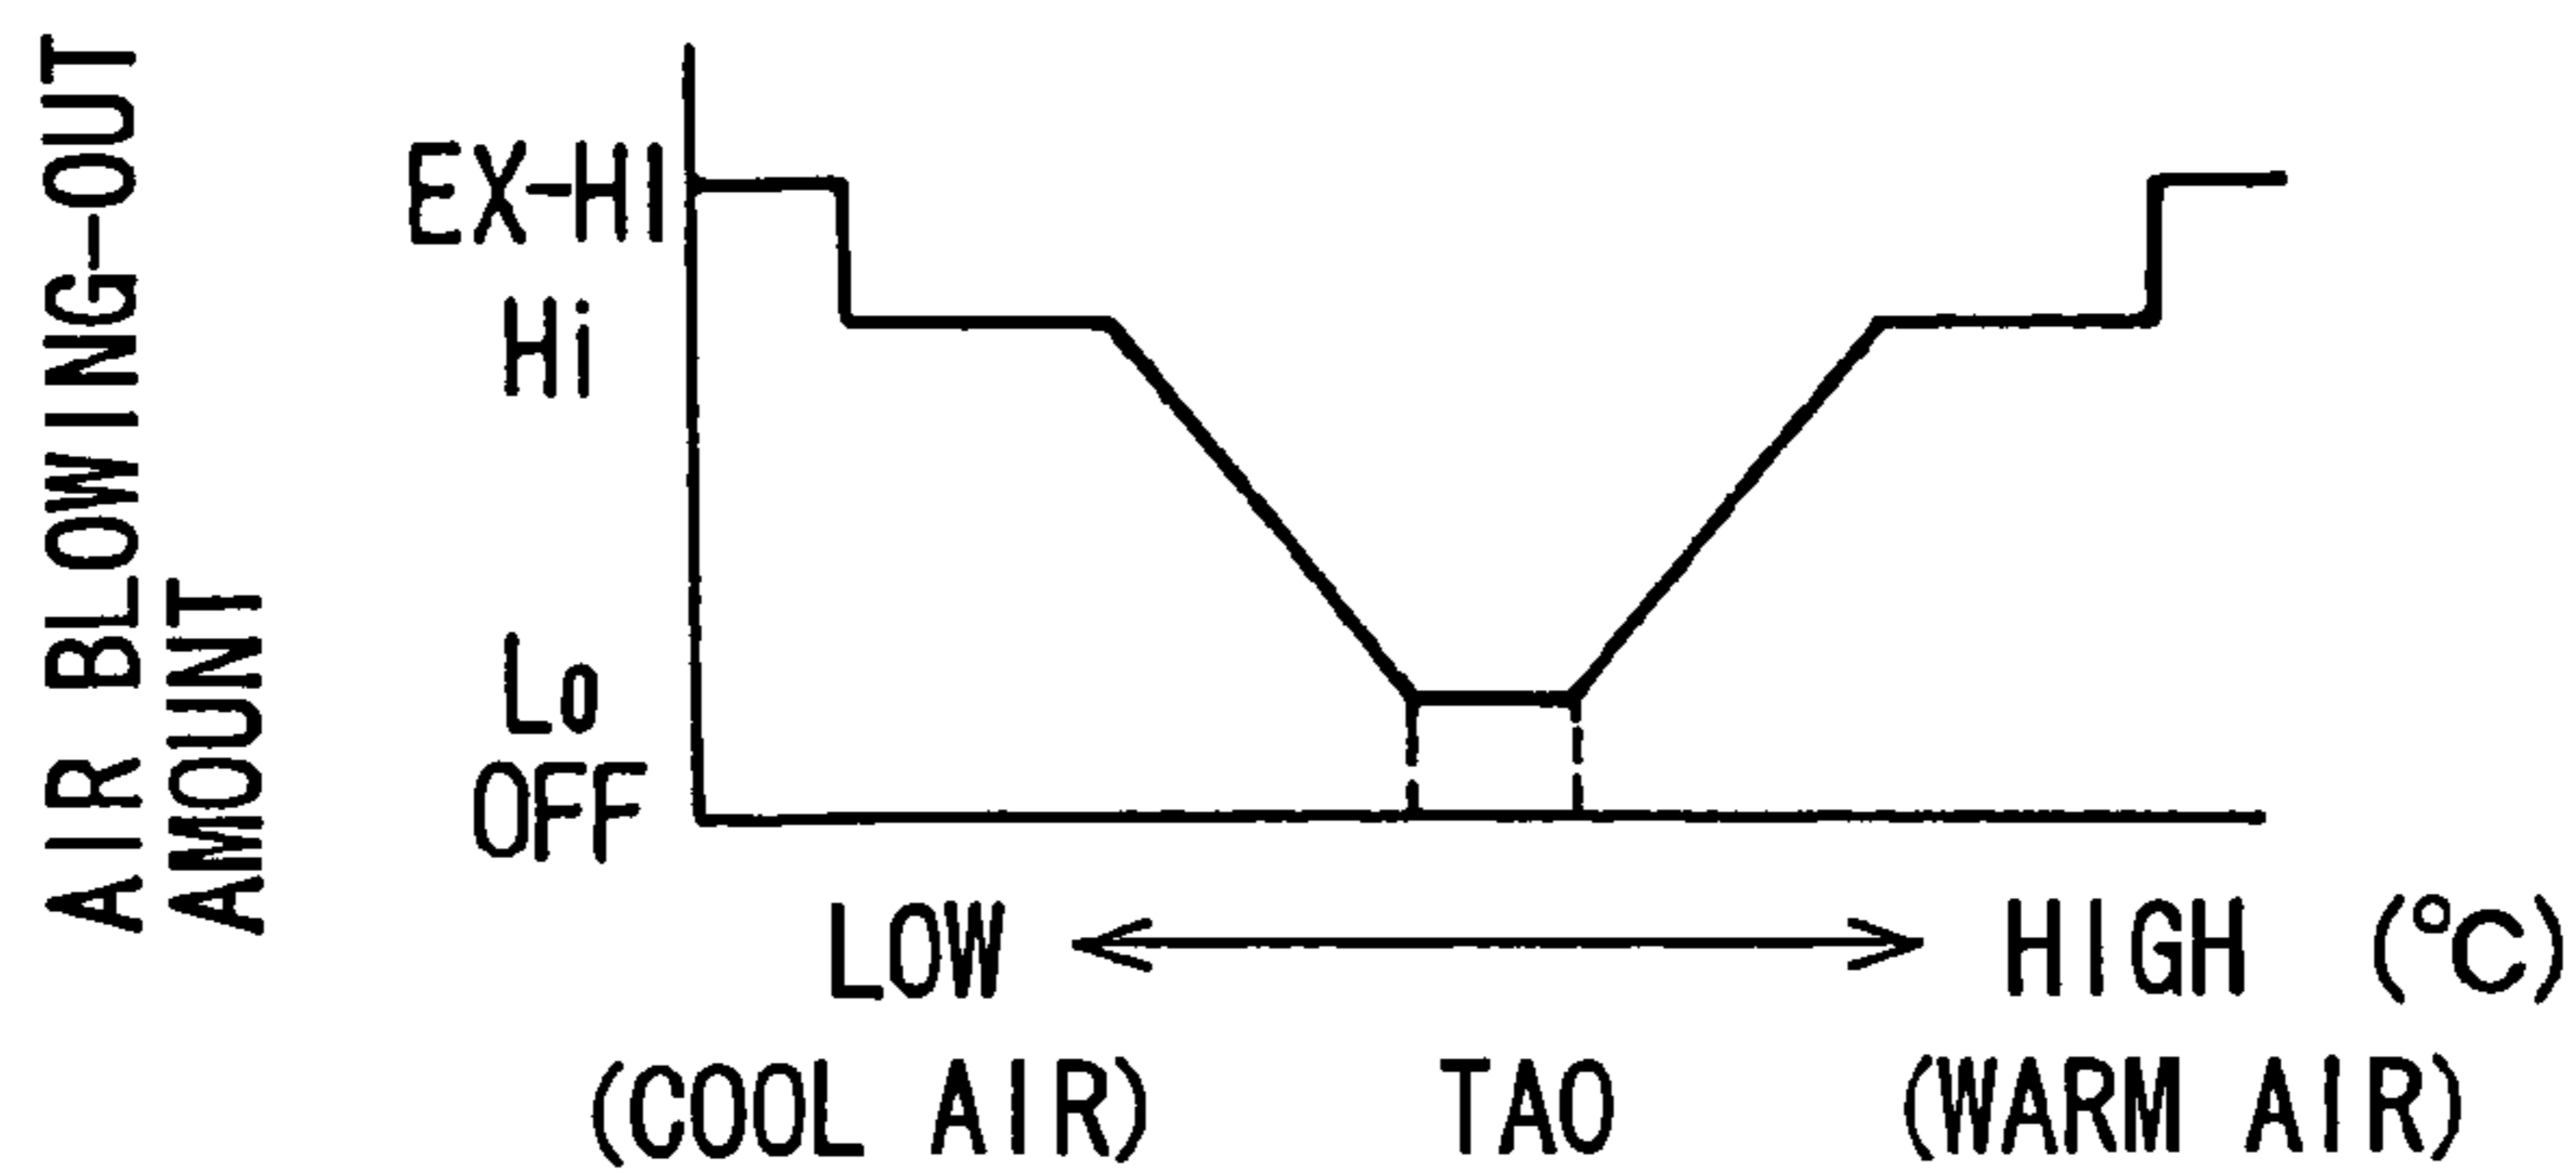 AIR BLOWING-OUT
AMOUNT
EX-HI
Hi
Lo
OFF
LOW
HIGH (°C)
(COOL AIR) TAO (WARM AIR)